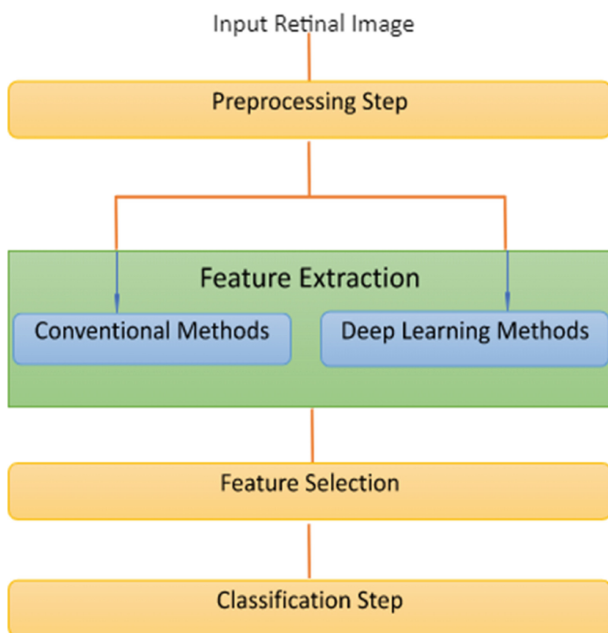 Input Retinal Image
Preprocessing Step
Feature Extraction
Conventional Methods
Deep Learning Methods
Feature Selection
Classification Step